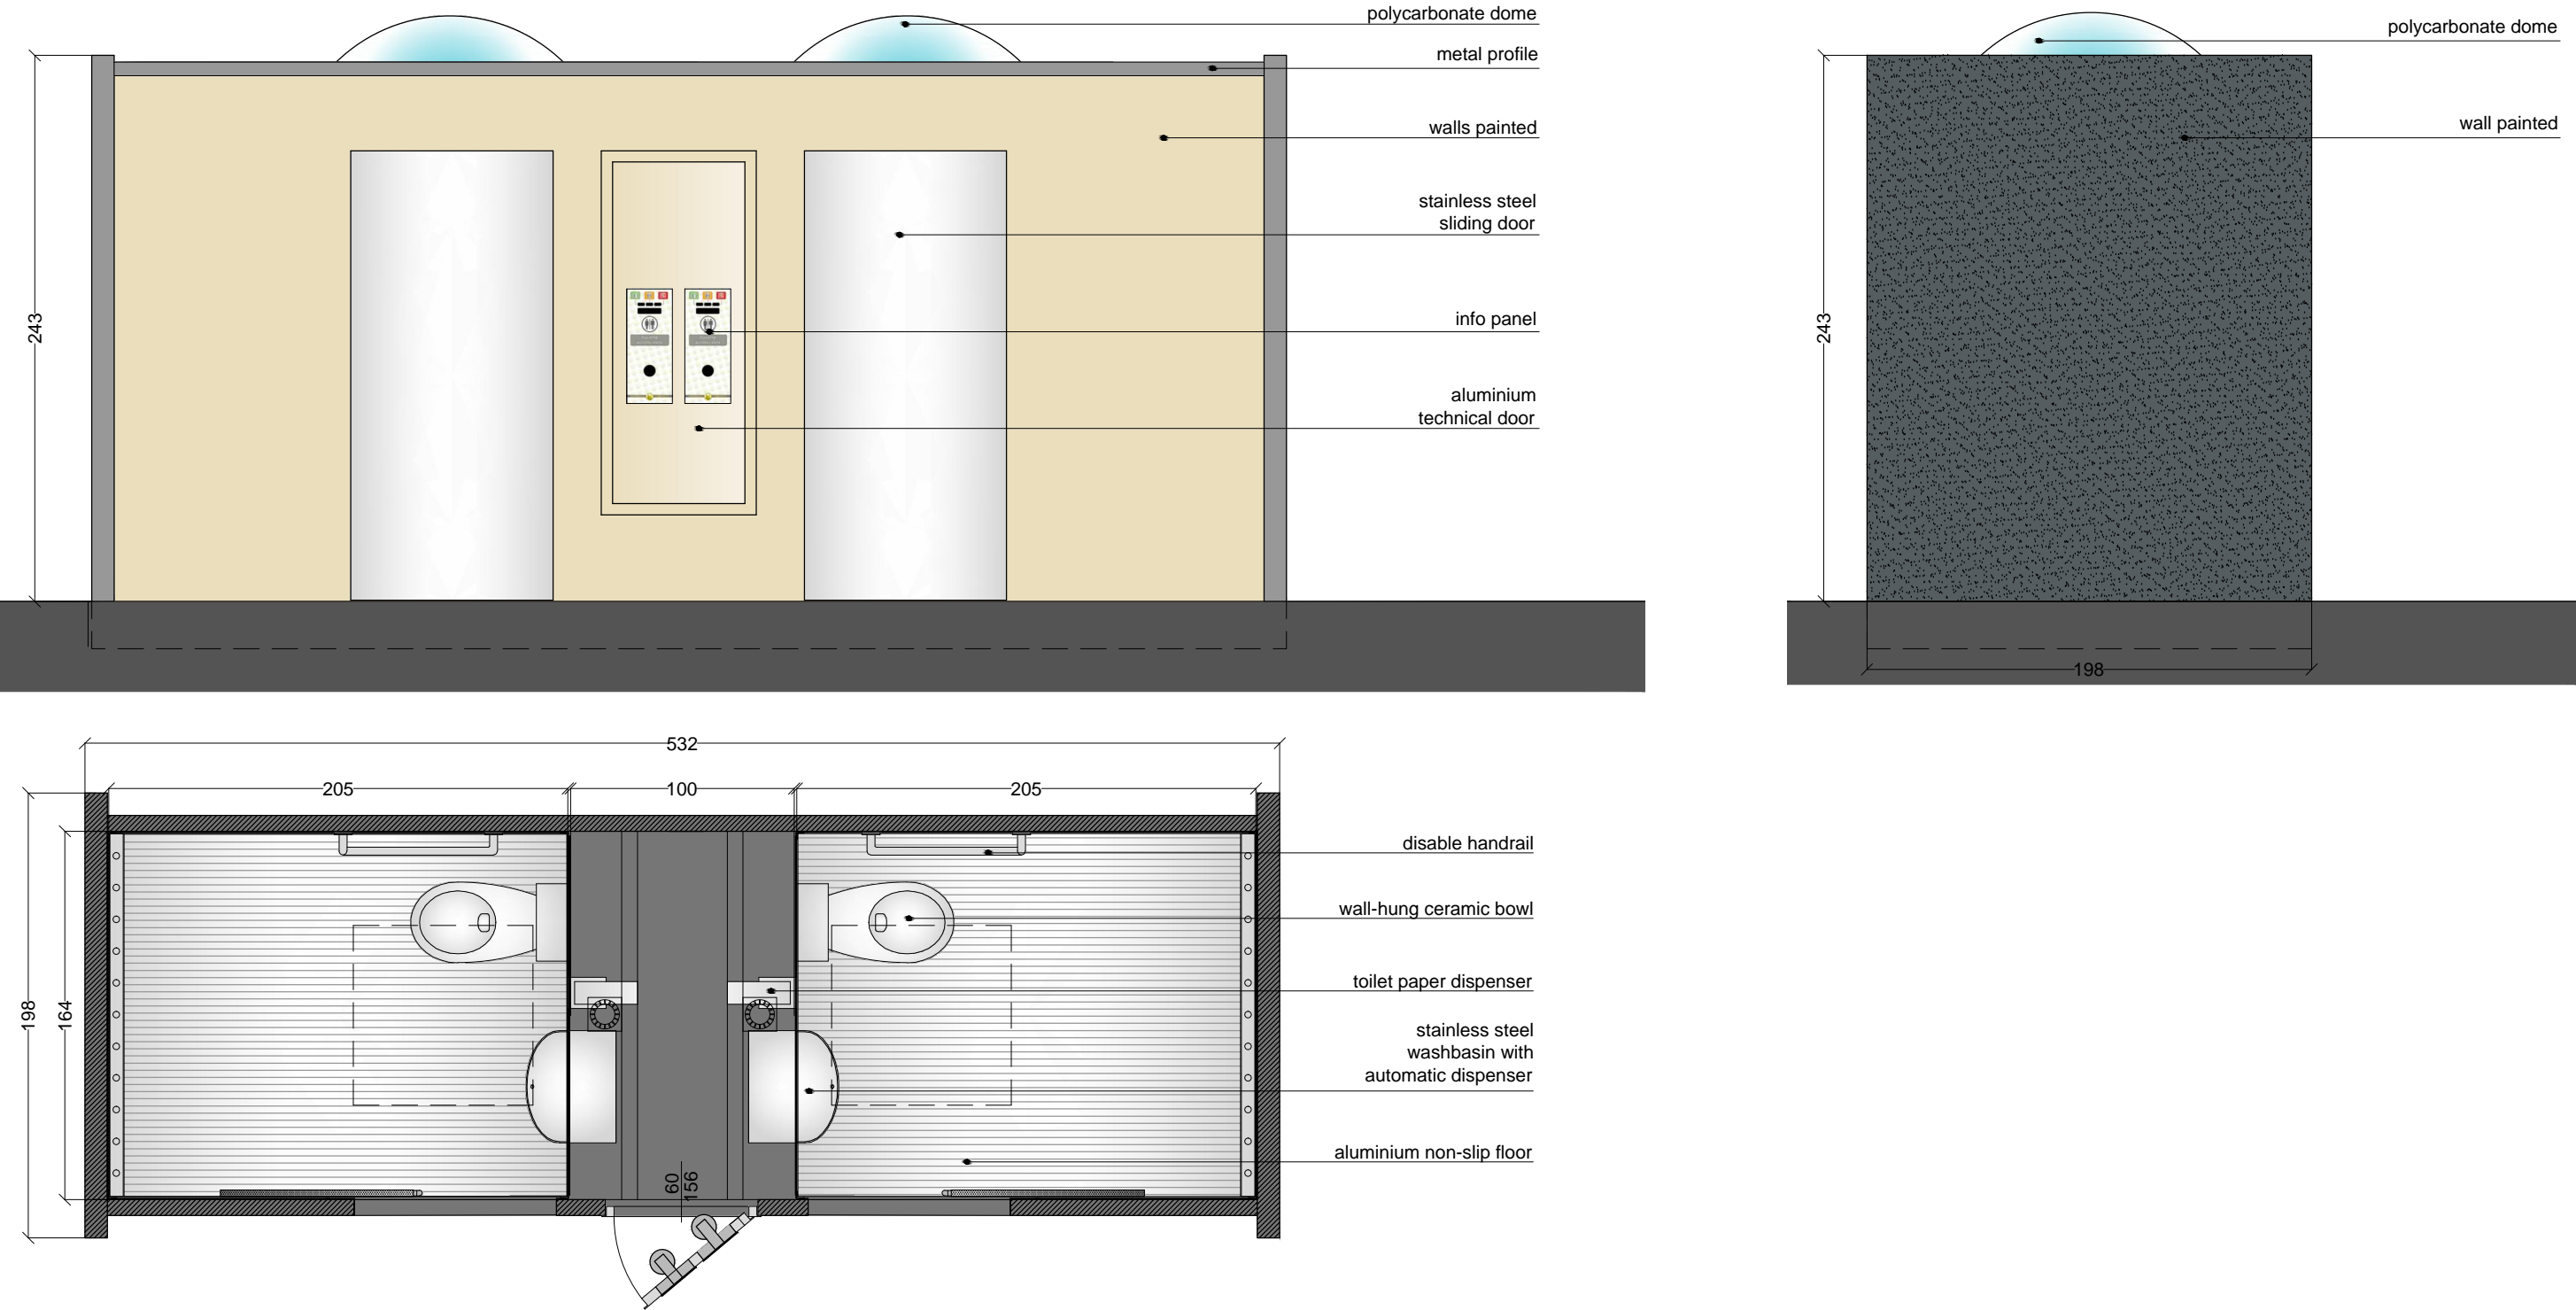 polycarbonate dome
metal profile
walls painted
stainless steel
sliding door
info panel
aluminium
technical door
243
polycarbonate dome
wall painted
243
198
532
205
100
205
198
164
60
156
disable handrail
wall-hung ceramic bowl
toilet paper dispenser
stainless steel
washbasin with
automatic dispenser
aluminium non-slip floor